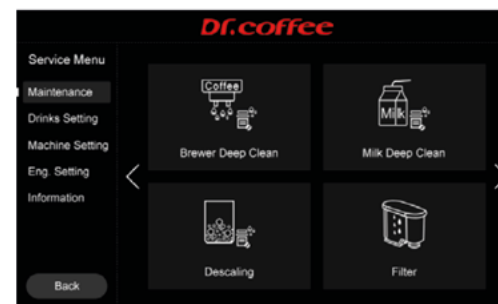 Dr.coffee
Service Menu
Maintenance
Drinks Setting
Machine Setting
Eng. Setting
Information
Back
Coffee
Brewer Deep Clean
Milk
Milk Deep Clean
Descaling
Filter